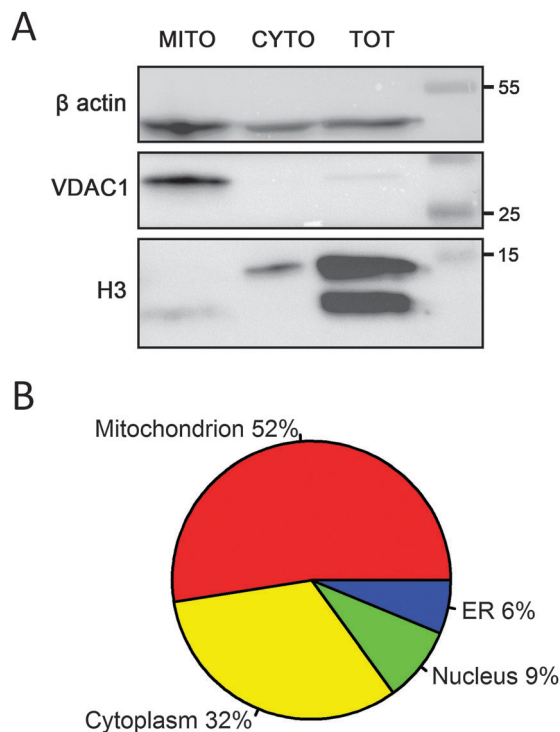 A
MITO CYTO TOT
β actin
55
VDAC1
25
15
H3
B
Mitochondrion 52%
ER 6%
Nucleus 9%
Cytoplasm 32%